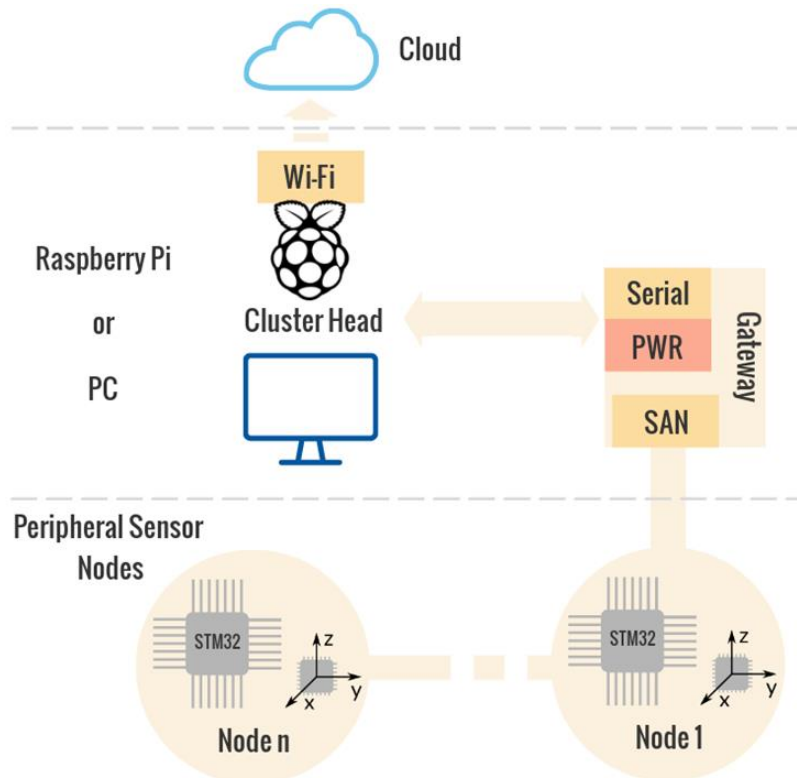 Cloud
Wi-Fi
Raspberry Pi
or
PC
Cluster Head
Serial
PWR
SAN
Gateway
Peripheral Sensor
Nodes
STM32
z
y
x
Node n
STM32
z
y
x
Node 1